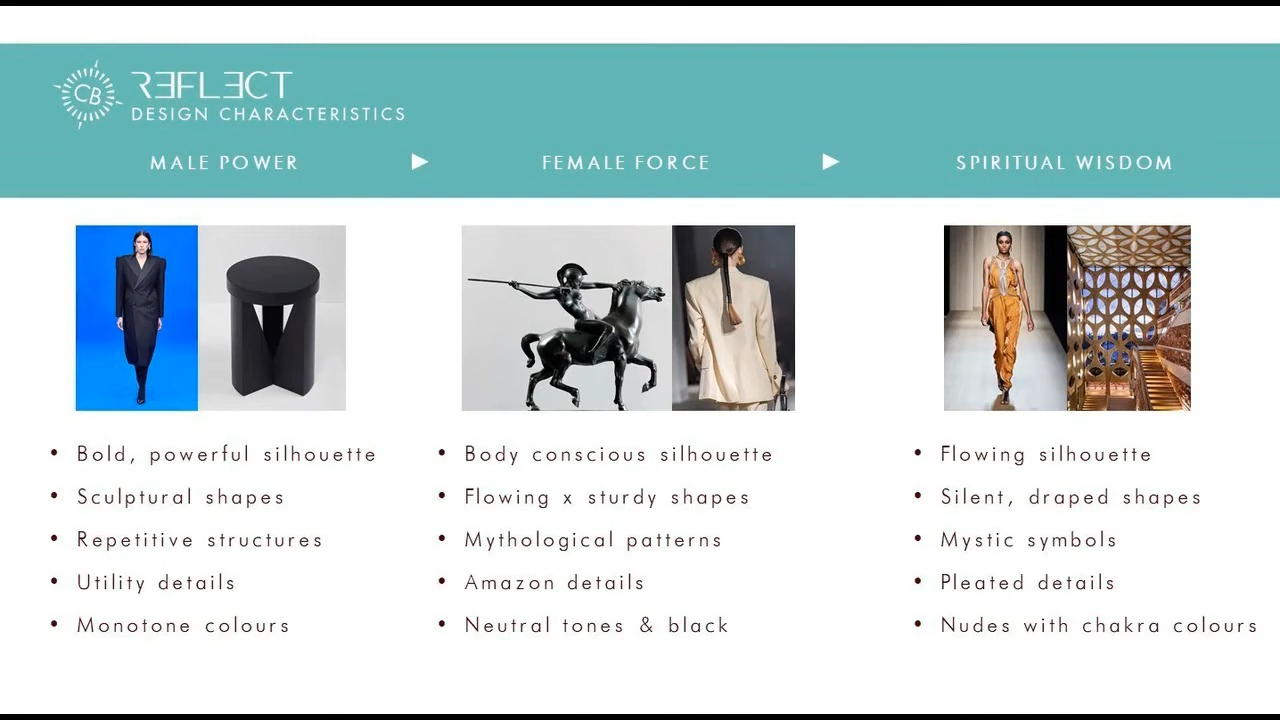 CB
REFLECT
DESIGN CHARACTERISTICS
MALE POWER
FEMALE FORCE
SPIRITUAL WISDOM
• Bold, powerful silhouette
• Sculptural shapes
• Repetitive structures
• Utility details
• Monotone colours
• Body conscious silhouette
• Flowing x sturdy shapes
• Mythological patterns
• Amazon details
• Neutral tones & black
• Flowing silhouette
• Silent, draped shapes
• Mystic symbols
• Pleated details
• Nudes with chakra colours